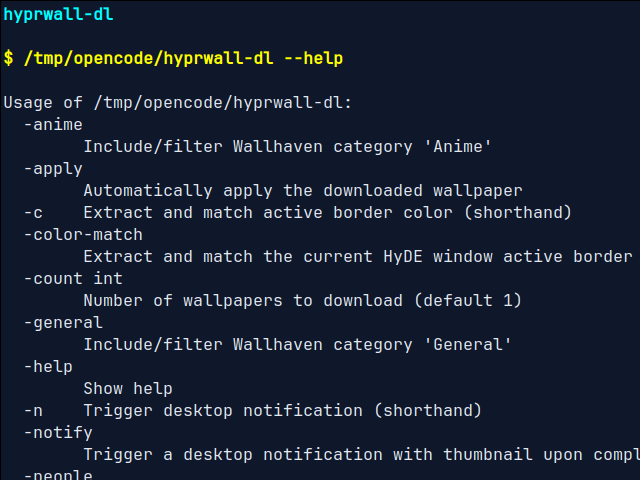 hyprwall-dl
$ /tmp/opencode/hyprwall-dl --help
Usage of /tmp/opencode/hyprwall-dl:
-anime
Include/filter Wallhaven category 'Anime'
-apply
Automatically apply the downloaded wallpaper
-c    Extract and match active border color (shorthand)
-color-match
Extract and match the current HyDE window active border
-count int
Number of wallpapers to download (default 1)
-general
Include/filter Wallhaven category 'General'
-help
Show help
-n    Trigger desktop notification (shorthand)
-notify
Trigger a desktop notification with thumbnail upon compl
-people